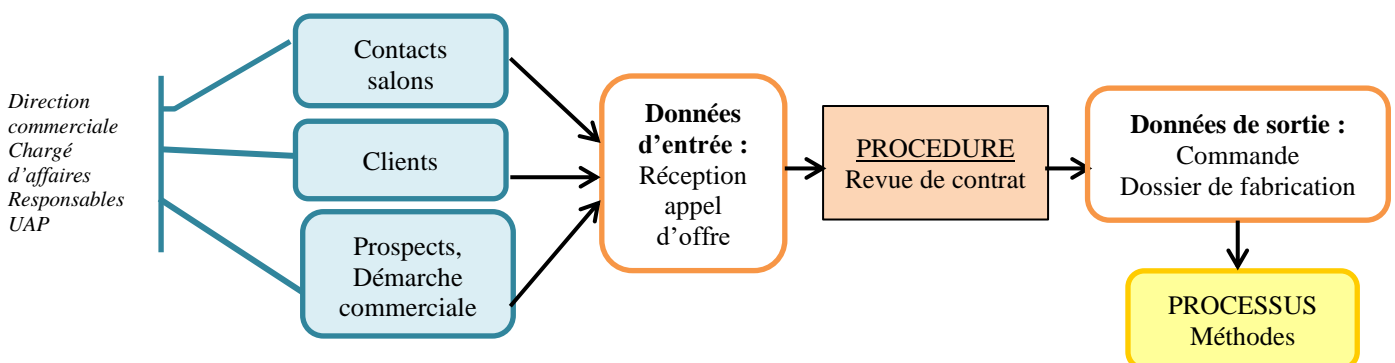 Direction
commerciale
Chargé
d’affaires
Responsables
UAP
Contacts
salons
Clients
Prospects,
Démarche
commerciale
Données
d’entrée :
Réception
appel
d’offre
PROCEDURE
Revue de contrat
Données de sortie :
Commande
Dossier de fabrication
PROCESSUS
Méthodes